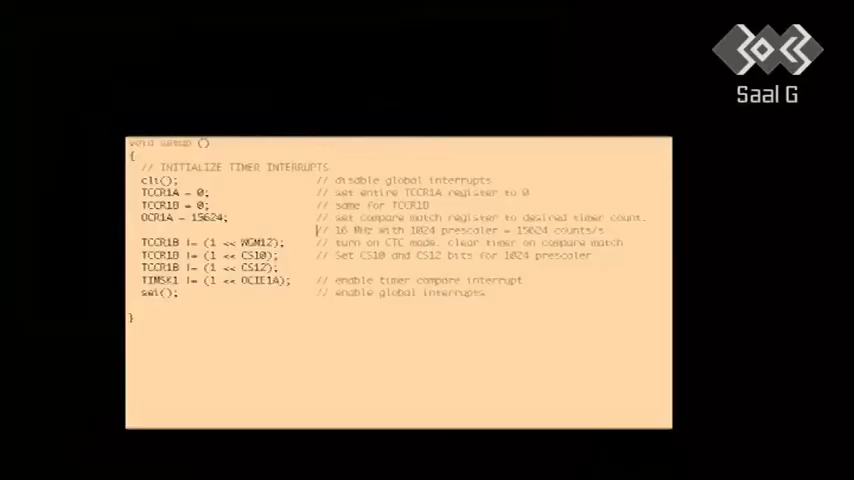 Saal G
void setup ()
{
// INITIALIZE TIMER INTERRUPTS
cli(); // disable global interrupts
TCCR1A = 0; // set entire TCCR1A register to 0
TCCR1B = 0; // same for TCCR1B
OCR1A = 15624; // set compare match register to desired timer count.
// 16 MHz with 1024 prescaler = 15624 counts/s
TCCR1B |= (1 << WGM12); // turn on CTC mode. clear timer on compare match
TCCR1B |= (1 << CS10); // Set CS10 and CS12 bits for 1024 prescaler
TCCR1B |= (1 << CS12);
TIMSK1 |= (1 << OCIE1A); // enable timer compare interrupt
sei(); // enable global interrupts
}